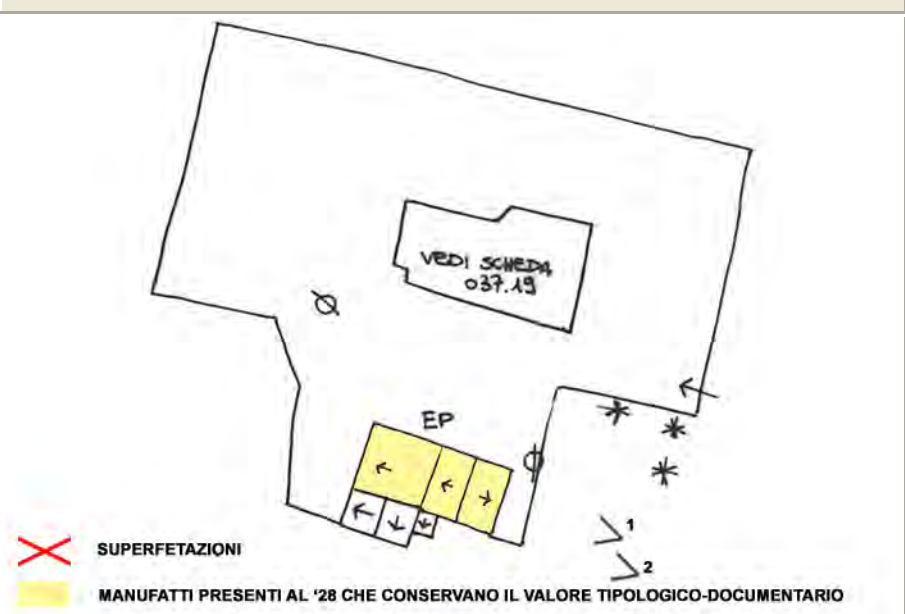 VEDI SCHEDA
037.19
EP
1
2
SUPERFETAZIONI
MANUFATTI PRESENTI AL '28 CHE CONSERVANO IL VALORE TIPOLOGICO-DOCUMENTARIO